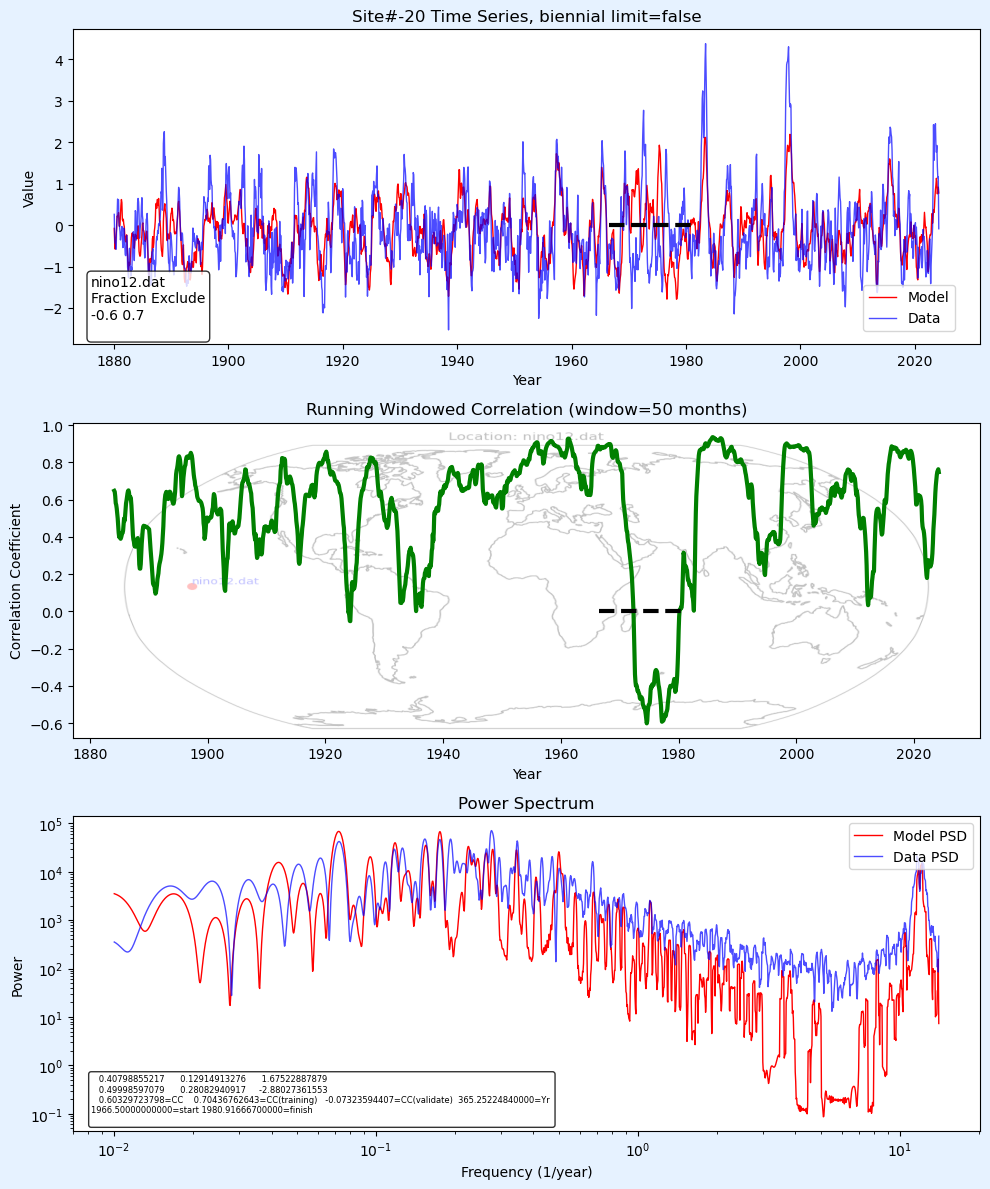 Site#-20 Time Series, biennial limit=false
Value
4
3
2
1
0
−1
−2
nino12.dat
Fraction Exclude
-0.6 0.7
Model
Data
1880 1900 1920 1940 1960 1980 2000 2020
Year
Running Windowed Correlation (window=50 months)
Location: nino12.dat
Correlation Coefficient
1.0
0.8
0.6
0.4
0.2
0.0
−0.2
−0.4
−0.6
nino12.dat
1880 1900 1920 1940 1960 1980 2000 2020
Year
Power Spectrum
Power
10^5
10^4
10^3
10^2
10^1
10^0
10^−1
Model PSD
Data PSD
0.40798855217 0.12914913276 1.67522887879
0.49998597079 0.28082940917 -2.88027361553
0.60329723798=CC 0.70436762643=CC(training) -0.07323594407=CC(validate) 365.25224840000=Yr
1966.50000000000=start 1980.91666700000=finish
10^−2 10^−1 10^0 10^1
Frequency (1/year)